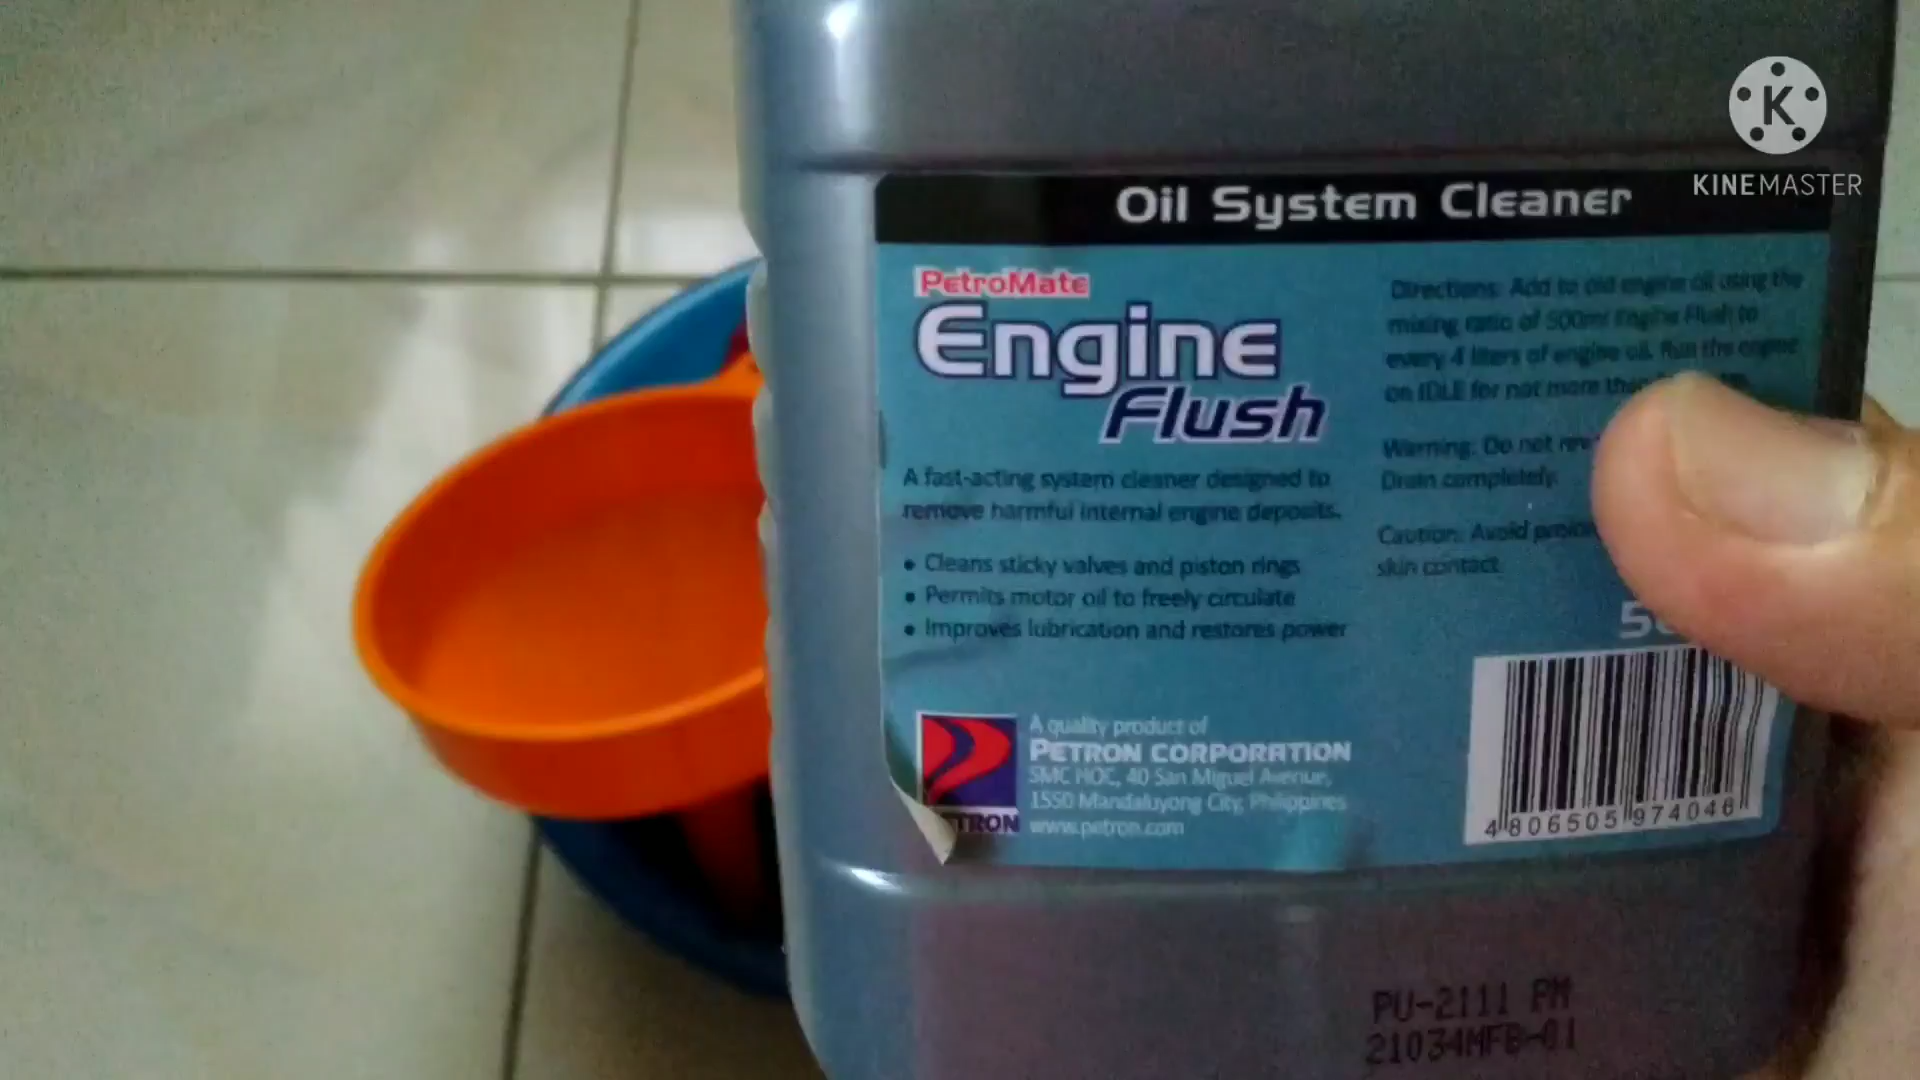 KINEMASTER
Oil System Cleaner
PetroMate
Engine
Flush
A fast-acting system cleaner designed to
remove harmful internal engine deposits.
• Cleans sticky valves and piston rings
• Permits motor oil to freely circulate
• Improves lubrication and restores power
A quality product of
PETRON CORPORATION
SMC HOC, 40 San Miguel Avenue,
1550 Mandaluyong City, Philippines
www.petron.com
Directions: Add to old engine oil using the
mixing ratio of 500ml Engine Flush to
every 4 liters of engine oil. Run the engine
on IDLE for not more than
Warning: Do not rev
Drain completely.
Caution: Avoid
skin contact.
4 806505 974046
PU-2111 PM
21034MFB-01